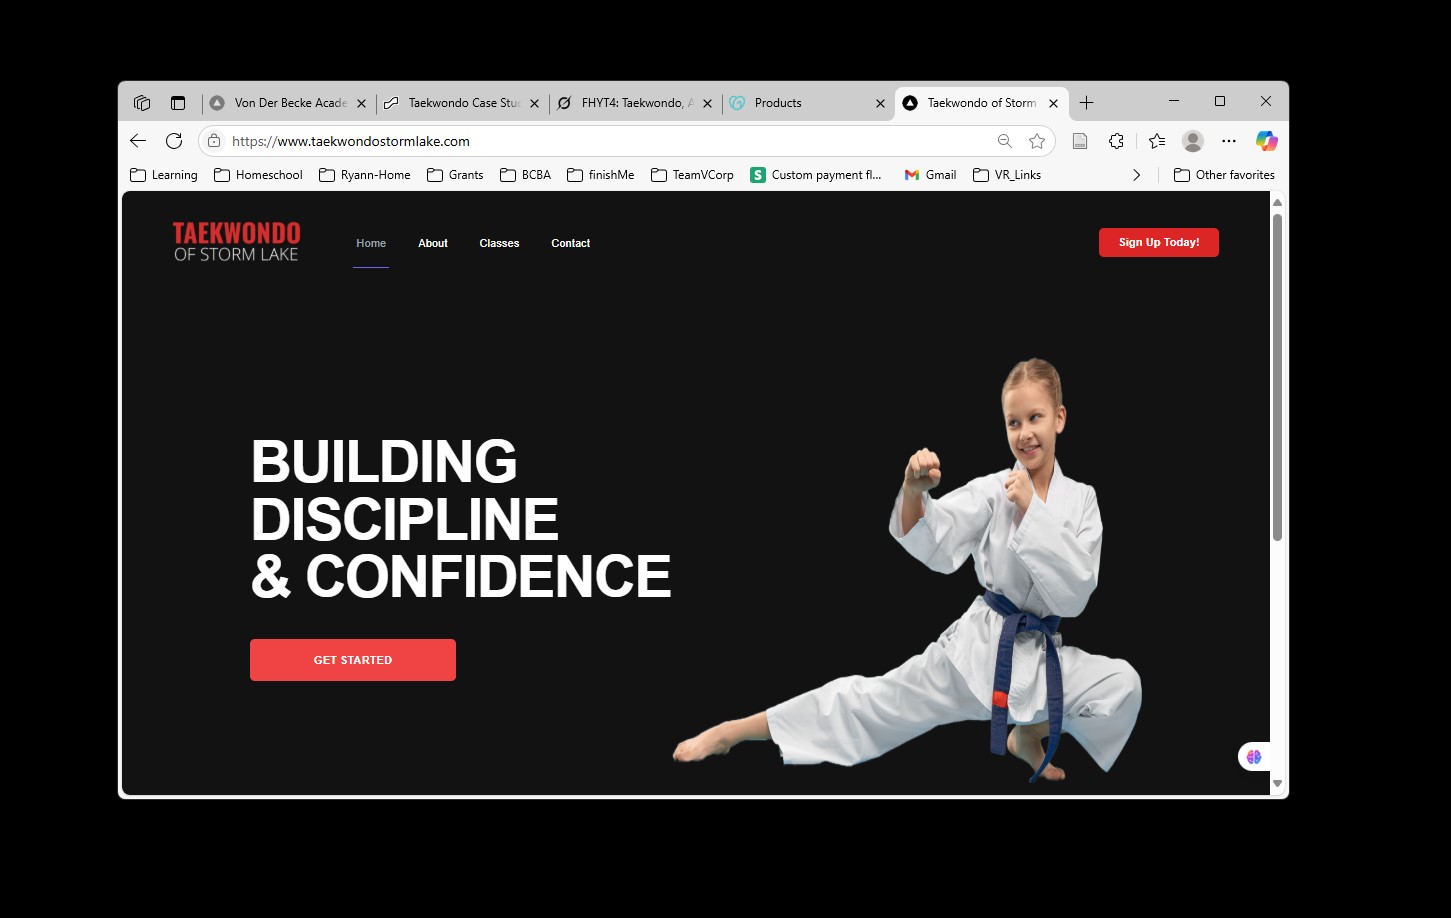 Von Der Becke Acade
Taekwondo Case Stu
FHYT4: Taekwondo, A
Products
Taekwondo of Storm
https://www.taekwondostormlake.com
Learning
Homeschool
Ryann-Home
Grants
BCBA
finishMe
TeamVCorp
S
Custom payment fl...
Gmail
VR_Links
Other favorites
TAEKWONDO
OF STORM LAKE
Home
About
Classes
Contact
Sign Up Today!
BUILDING
DISCIPLINE
& CONFIDENCE
GET STARTED